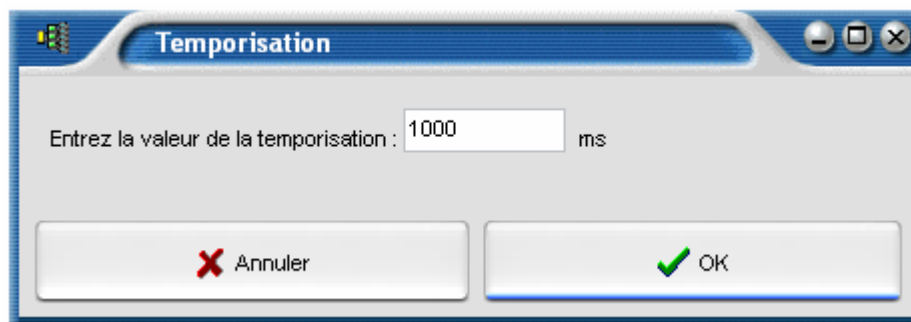 Temporisation
Entrez la valeur de la temporisation : 1000 ms
Annuler
OK